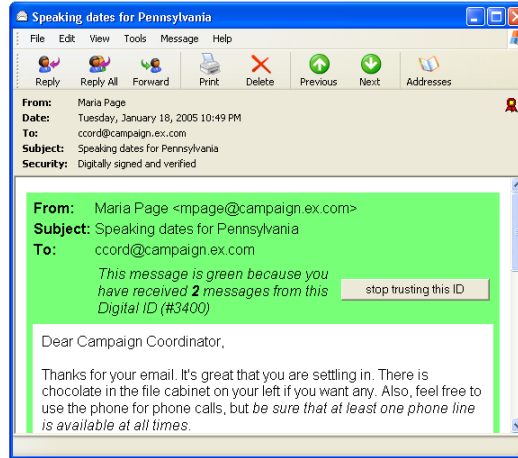 Speaking dates for Pennsylvania
File Edit View Tools Message Help
Reply Reply All Forward Print Delete Previous Next Addresses
From: Maria Page
Date: Tuesday, January 18, 2005 10:49 PM
To: ccord@campaign.ex.com
Subject: Speaking dates for Pennsylvania
Security: Digitally signed and verified
From: Maria Page <mpage@campaign.ex.com>
Subject: Speaking dates for Pennsylvania
To: ccord@campaign.ex.com
This message is green because you
have received 2 messages from this
Digital ID (#3400)
stop trusting this ID
Dear Campaign Coordinator,
Thanks for your email. It's great that you are settling in. There is
chocolate in the file cabinet on your left if you want any. Also, feel free to
use the phone for phone calls, but be sure that at least one phone line
is available at all times.